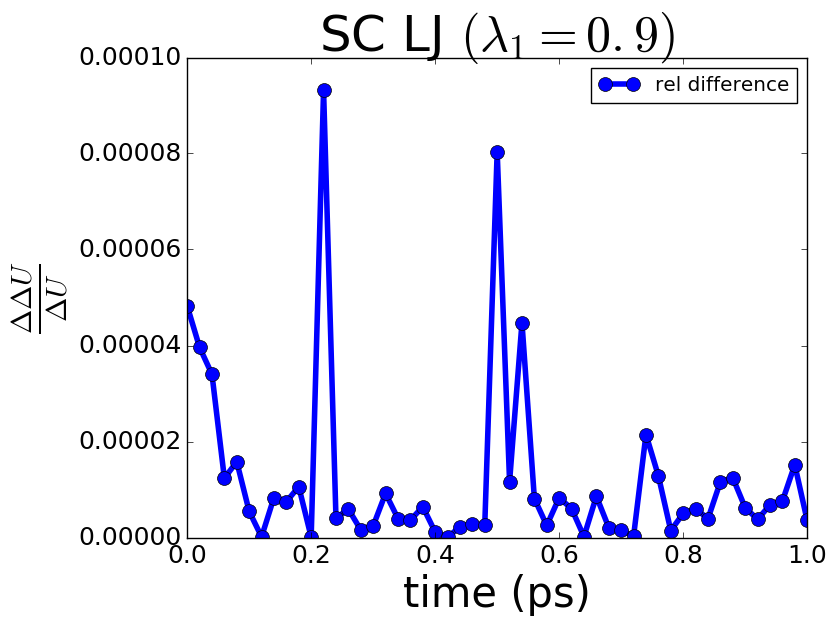 SC LJ (λ₁ = 0.9)
rel difference
0.00010
0.00008
0.00006
0.00004
0.00002
0.00000
ΔΔU
ΔU
0.0 0.2 0.4 0.6 0.8 1.0
time (ps)